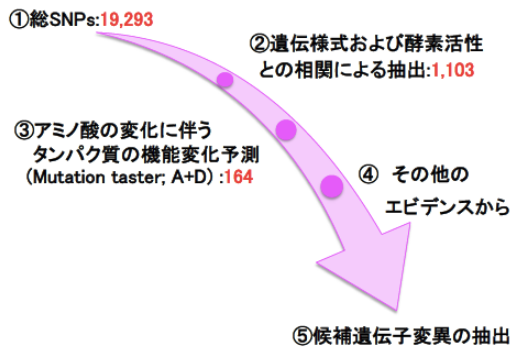 ①総SNPs:19,293
②遺伝様式および酵素活性
との相関による抽出:1,103
③アミノ酸の変化に伴う
タンパク質の機能変化予測
(Mutation taster; A+D) :164
④ その他の
エビデンスから
⑤候補遺伝子変異の抽出